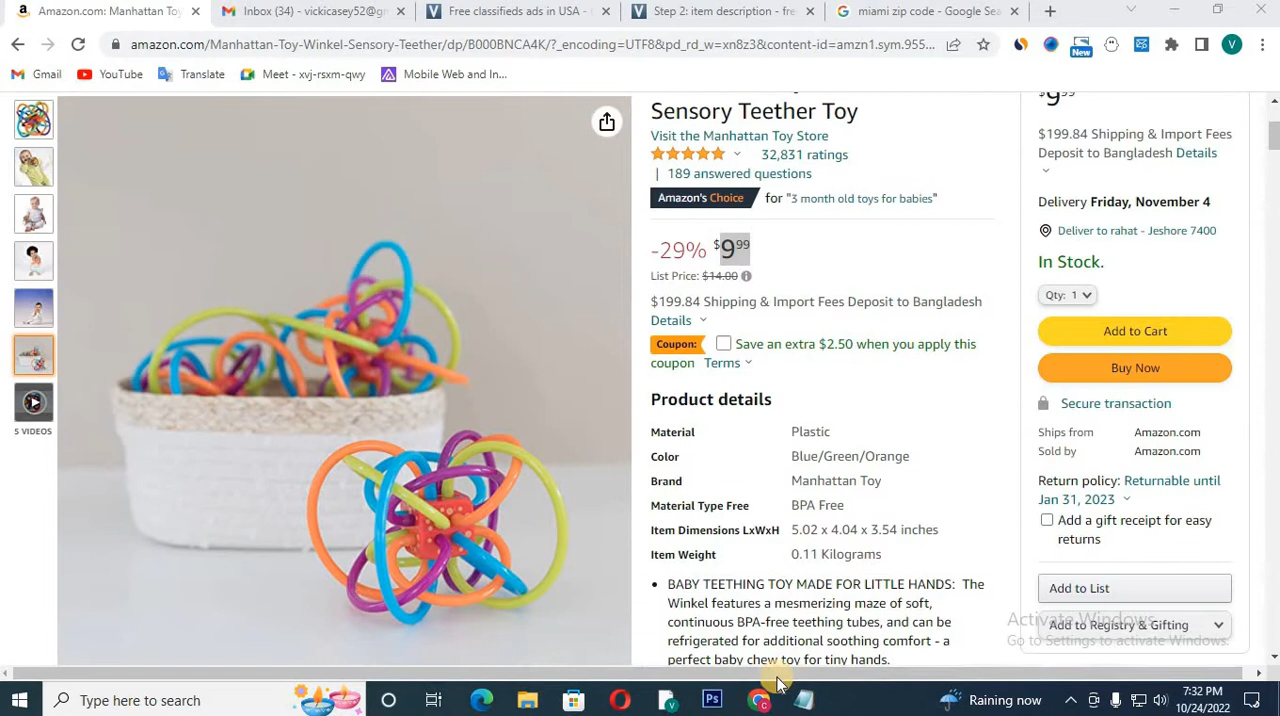 Amazon.com: Manhattan Toy
Inbox (34) - vickicasey52@gm
Free classifieds ads in USA -
Step 2: item description - fre
miami zip code - Google Sea
amazon.com/Manhattan-Toy-Winkel-Sensory-Teether/dp/B000BNCA4K/?_encoding=UTF8&pd_rd_w=xn8z3&content-id=amzn1.sym.955...
New
V
Gmail
YouTube
Translate
Meet - xvj-rsxm-qwy
Mobile Web and In...
Sensory Teether Toy
Visit the Manhattan Toy Store
32,831 ratings
| 189 answered questions
Amazon's Choice for "3 month old toys for babies"
-29% $9 99
List Price: $14.00
$199.84 Shipping & Import Fees Deposit to Bangladesh
Details
Coupon: Save an extra $2.50 when you apply this
coupon Terms
Product details
Material Plastic
Color Blue/Green/Orange
Brand Manhattan Toy
Material Type Free BPA Free
Item Dimensions LxWxH 5.02 x 4.04 x 3.54 inches
Item Weight 0.11 Kilograms
• BABY TEETHING TOY MADE FOR LITTLE HANDS: The
Winkel features a mesmerizing maze of soft,
continuous BPA-free teething tubes, and can be
refrigerated for additional soothing comfort - a
perfect baby chew toy for tiny hands.
5 VIDEOS
$9 99
$199.84 Shipping & Import Fees
Deposit to Bangladesh Details
Delivery Friday, November 4
Deliver to rahat - Jeshore 7400
In Stock.
Qty: 1
Add to Cart
Buy Now
Secure transaction
Ships from Amazon.com
Sold by Amazon.com
Return policy: Returnable until
Jan 31, 2023
Add a gift receipt for easy
returns
Add to List
Add to Registry & Gifting
Activate Windows
Go to Settings to activate Windows.
Type here to search
Ps
Raining now
7:32 PM
10/24/2022